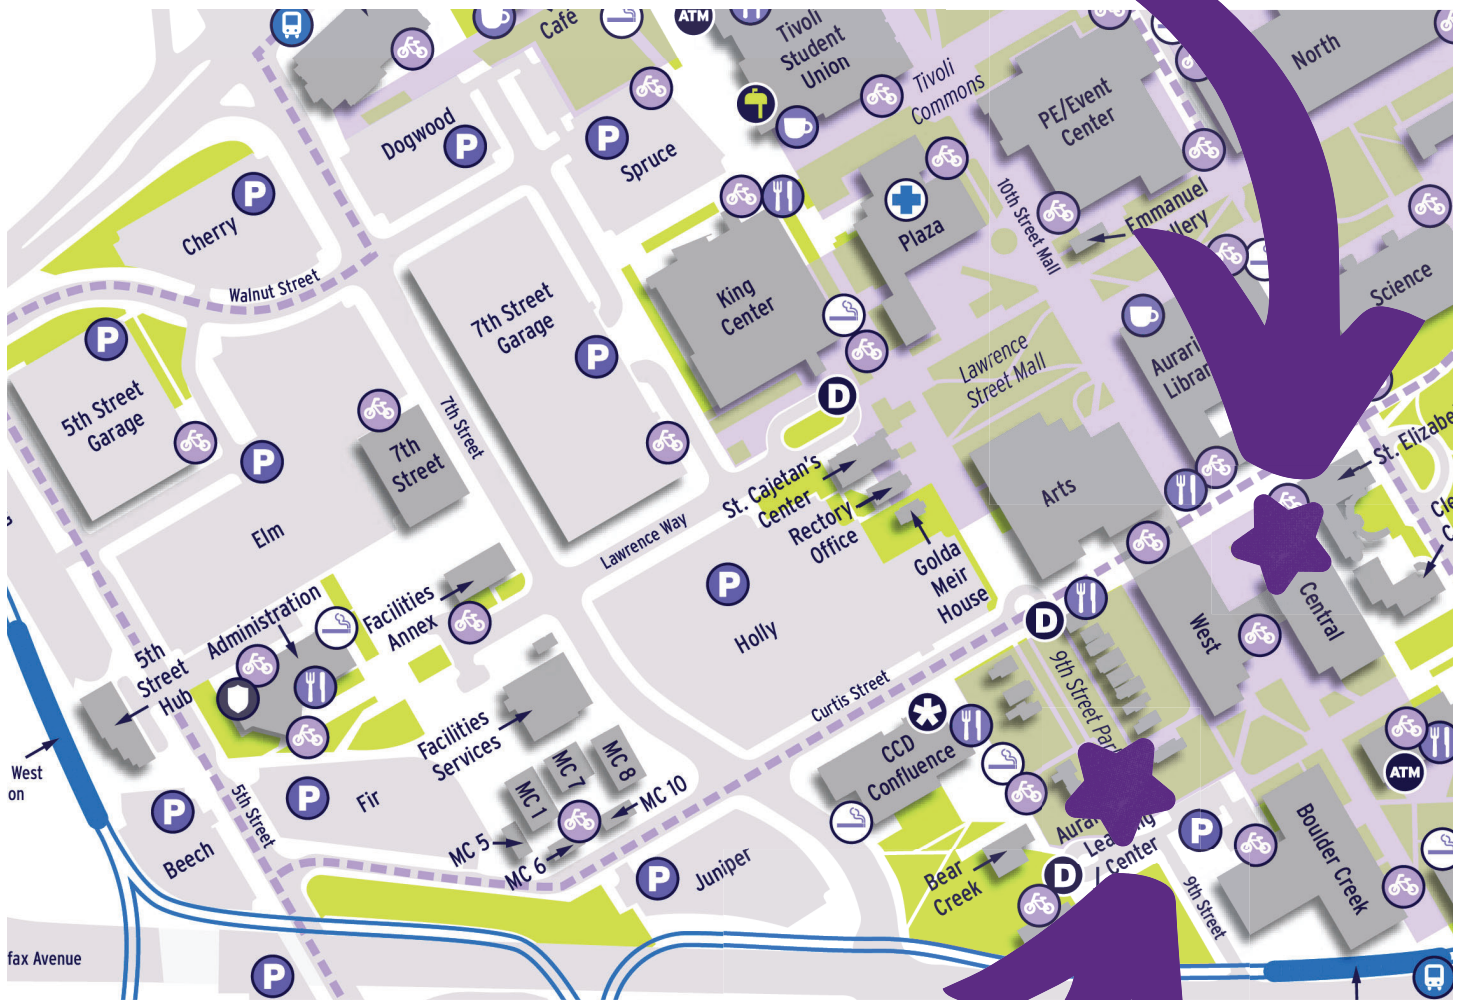 Café
ATM
Tivoli
Student
Union
North
Tivoli
Commons
PE/Event
Center
Dogwood
P
P
Spruce
P
Cherry
10th Street Mall
Emmanuel
Plaza
Walnut Street
King
Center
7th Street
Garage
P
Science
P
5th Street
Garage
Lawrence
Street Mall
Library
D
7th Street
7th
Street
P
St. Cajetan's
Center
Rectory
Office
Arts
Elm
Lawrence Way
Golda
Meir
House
P
Holly
Facilities
Annex
Administration
D
West
Central
5th
Street
Hub
9th Street Park
Curtis Street
Facilities
Services
CCD
Confluence
West
on
MC 7
MC 8
MC 1
MC 10
MC 5
MC 6
ATM
P
Fir
P
Beech
5th Street
P
Juniper
P
Center
Bear
Creek
D
Boulder Creek
9th Street
fax Avenue
P